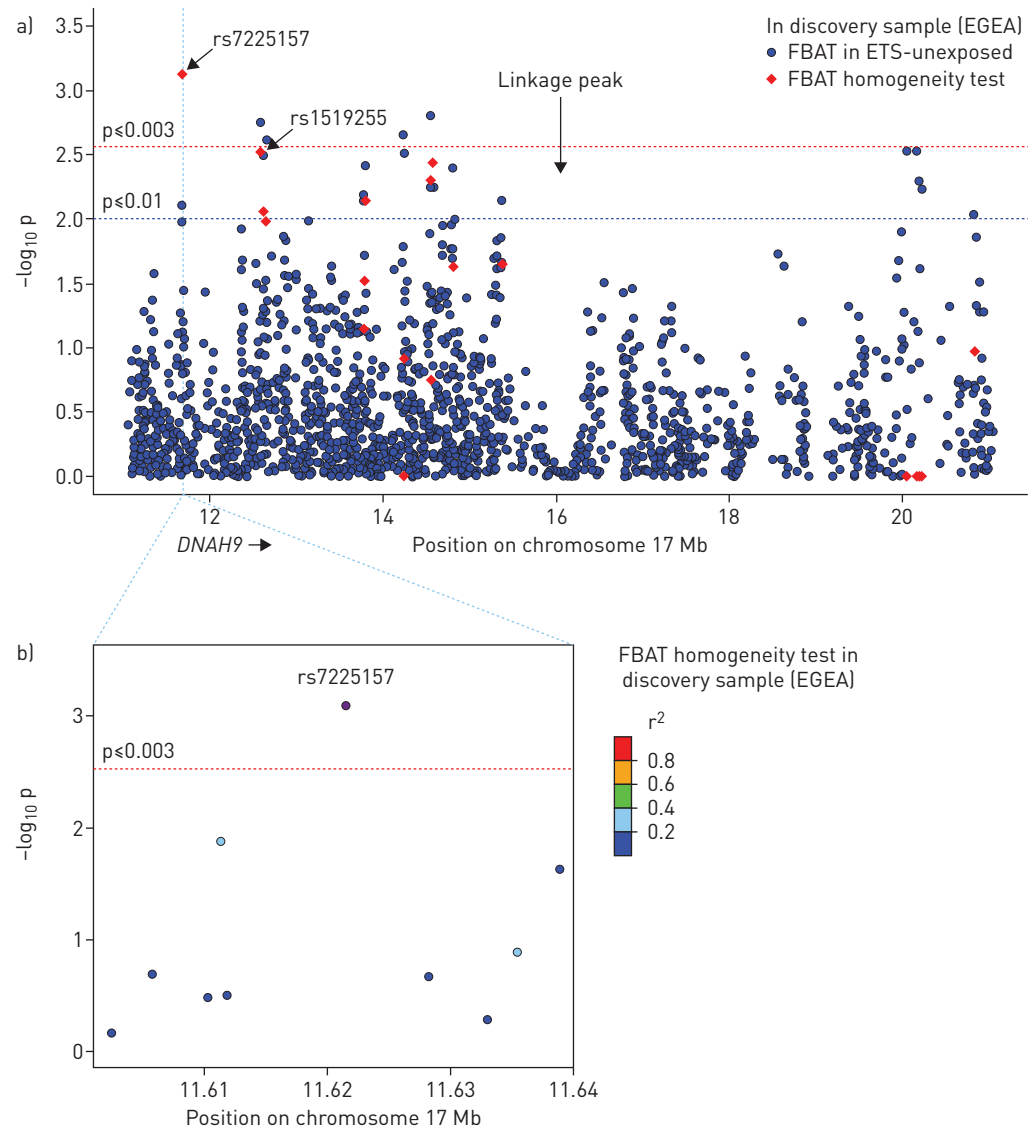 a)
3.5
3.0
2.5
2.0
1.5
1.0
0.5
0.0
–log10 p
rs7225157
rs1519255
Linkage peak
p⩽0.003
p⩽0.01
In discovery sample (EGEA)
FBAT in ETS-unexposed
FBAT homogeneity test
12 14 16 18 20
DNAH9
Position on chromosome 17 Mb
b)
3
2
1
0
–log10 p
rs7225157
p⩽0.003
11.61 11.62 11.63 11.64
Position on chromosome 17 Mb
FBAT homogeneity test in
discovery sample (EGEA)
r2
0.8
0.6
0.4
0.2